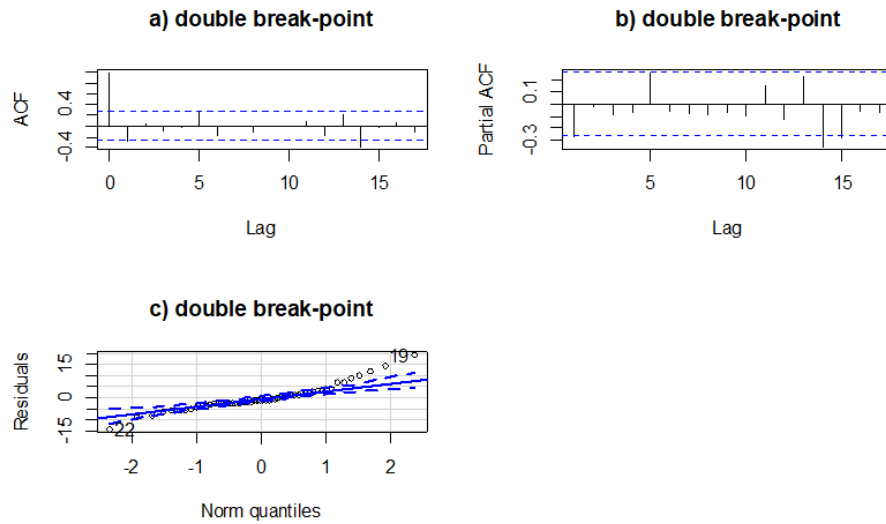 a) double break-point
ACF
0.4
-0.4
0 5 10 15
Lag
b) double break-point
Partial ACF
0.1
-0.3
5 10 15
Lag
c) double break-point
Residuals
15
0
-15
19
22
-2 -1 0 1 2
Norm quantiles